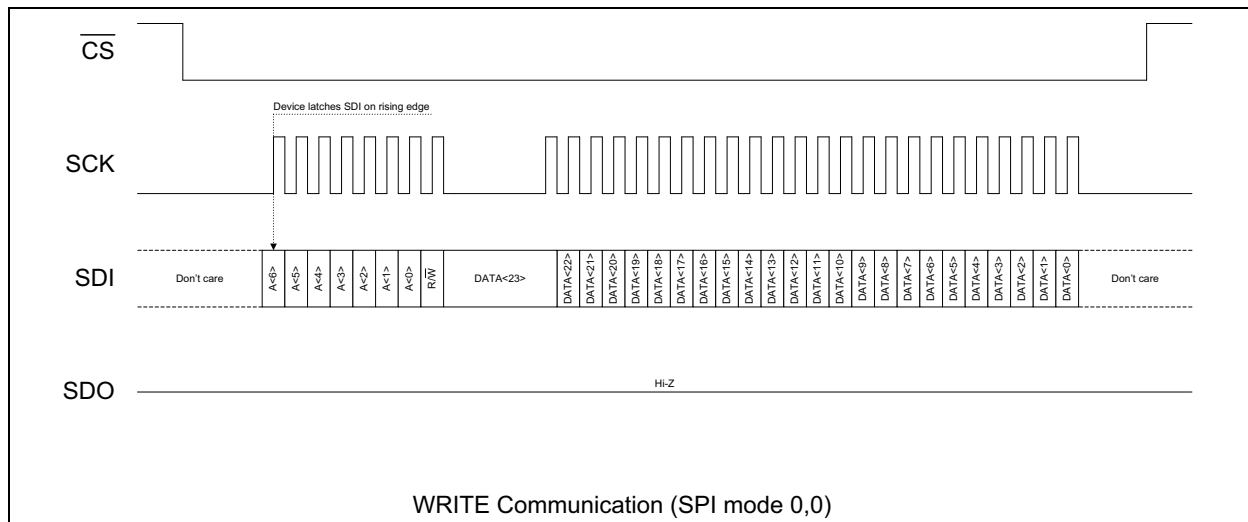 CS
Device latches SDI on rising edge
SCK
SDI
Don't care
A<6>
A<5>
A<4>
A<3>
A<2>
A<1>
A<0>
R/W
DATA<23>
DATA<22>
DATA<21>
DATA<20>
DATA<19>
DATA<18>
DATA<17>
DATA<16>
DATA<15>
DATA<14>
DATA<13>
DATA<12>
DATA<11>
DATA<10>
DATA<9>
DATA<8>
DATA<7>
DATA<6>
DATA<5>
DATA<4>
DATA<3>
DATA<2>
DATA<1>
DATA<0>
Don't care
SDO
Hi-Z
WRITE Communication (SPI mode 0,0)